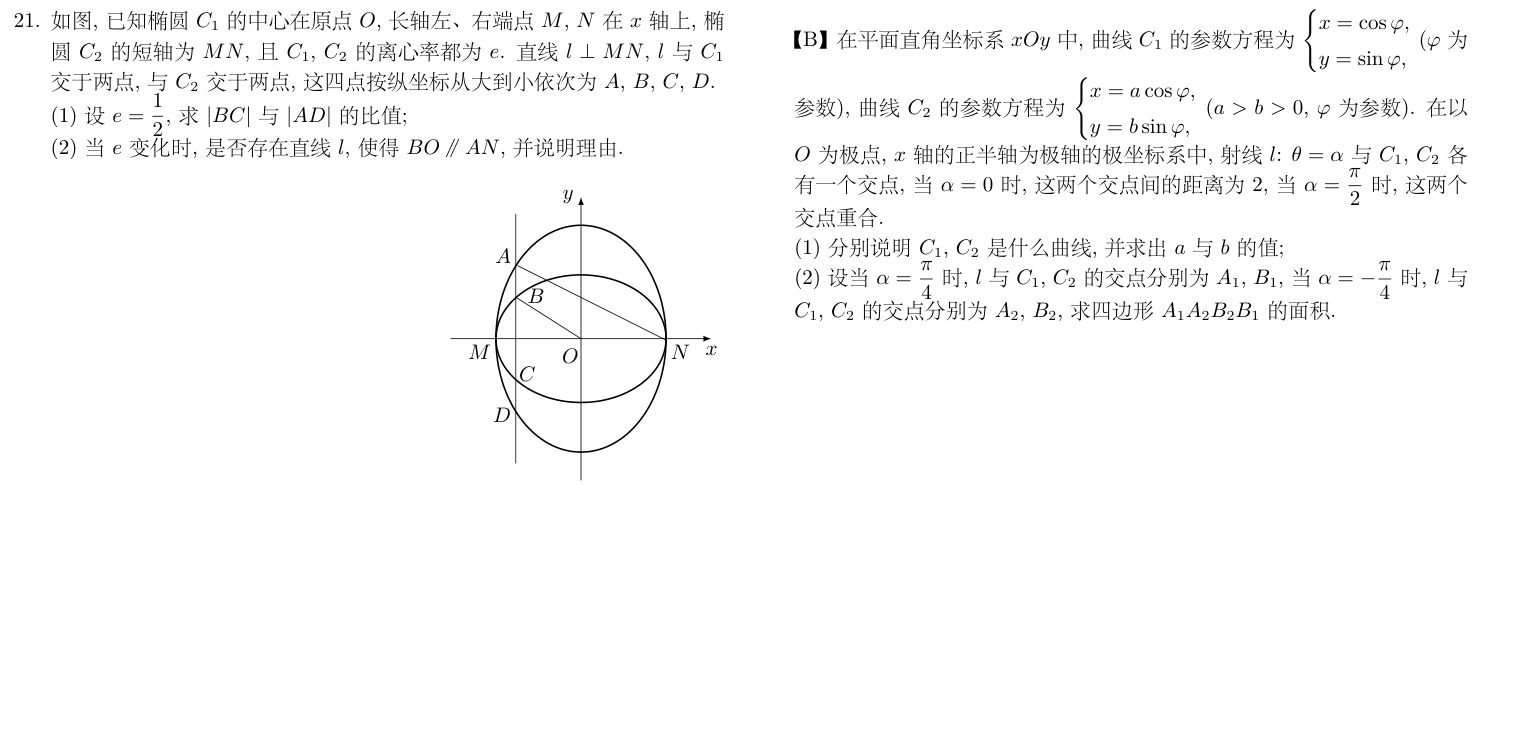 21. 如图, 已知椭圆 C₁ 的中心在原点 O, 长轴左、右端点 M, N 在 x 轴上, 椭
圆 C₂ 的短轴为 MN, 且 C₁, C₂ 的离心率都为 e. 直线 l ⊥ MN, l 与 C₁
交于两点, 与 C₂ 交于两点, 这四点按纵坐标从大到小依次为 A, B, C, D.
(1) 设 e = 1/2, 求 |BC| 与 |AD| 的比值;
(2) 当 e 变化时, 是否存在直线 l, 使得 BO ∥ AN, 并说明理由.
y
A
B
M
O
N
x
C
D
【B】在平面直角坐标系 xOy 中, 曲线 C₁ 的参数方程为 { x = cos φ, y = sin φ, (φ 为
参数), 曲线 C₂ 的参数方程为 { x = a cos φ, y = b sin φ, (a > b > 0, φ 为参数). 在以
O 为极点, x 轴的正半轴为极轴的极坐标系中, 射线 l: θ = α 与 C₁, C₂ 各
有一个交点, 当 α = 0 时, 这两个交点间的距离为 2, 当 α = π/2 时, 这两个
交点重合.
(1) 分别说明 C₁, C₂ 是什么曲线, 并求出 a 与 b 的值;
(2) 设当 α = π/4 时, l 与 C₁, C₂ 的交点分别为 A₁, B₁, 当 α = −π/4 时, l 与
C₁, C₂ 的交点分别为 A₂, B₂, 求四边形 A₁A₂B₂B₁ 的面积.